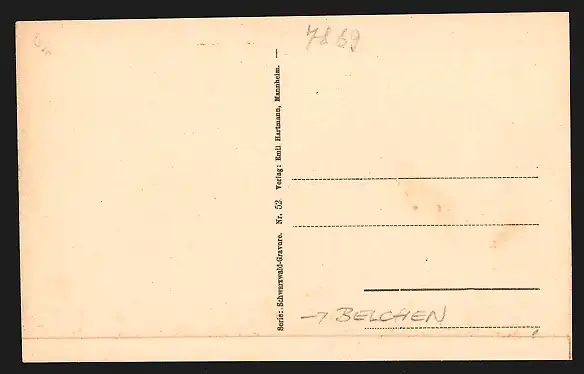 7869
Serie: Schwarzwald-Gravure. Nr. 52. Verlag: Emil Hartmann, Mannheim. —
→ BELCHEN